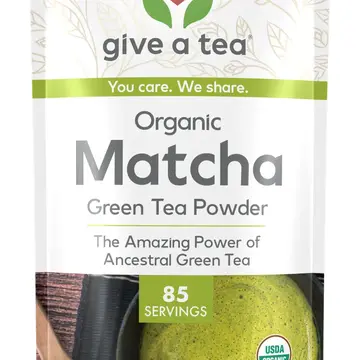 give a tea®
You care. We share.
Organic
Matcha
Green Tea Powder
The Amazing Power of
Ancestral Green Tea
85
SERVINGS
USDA
ORGANIC